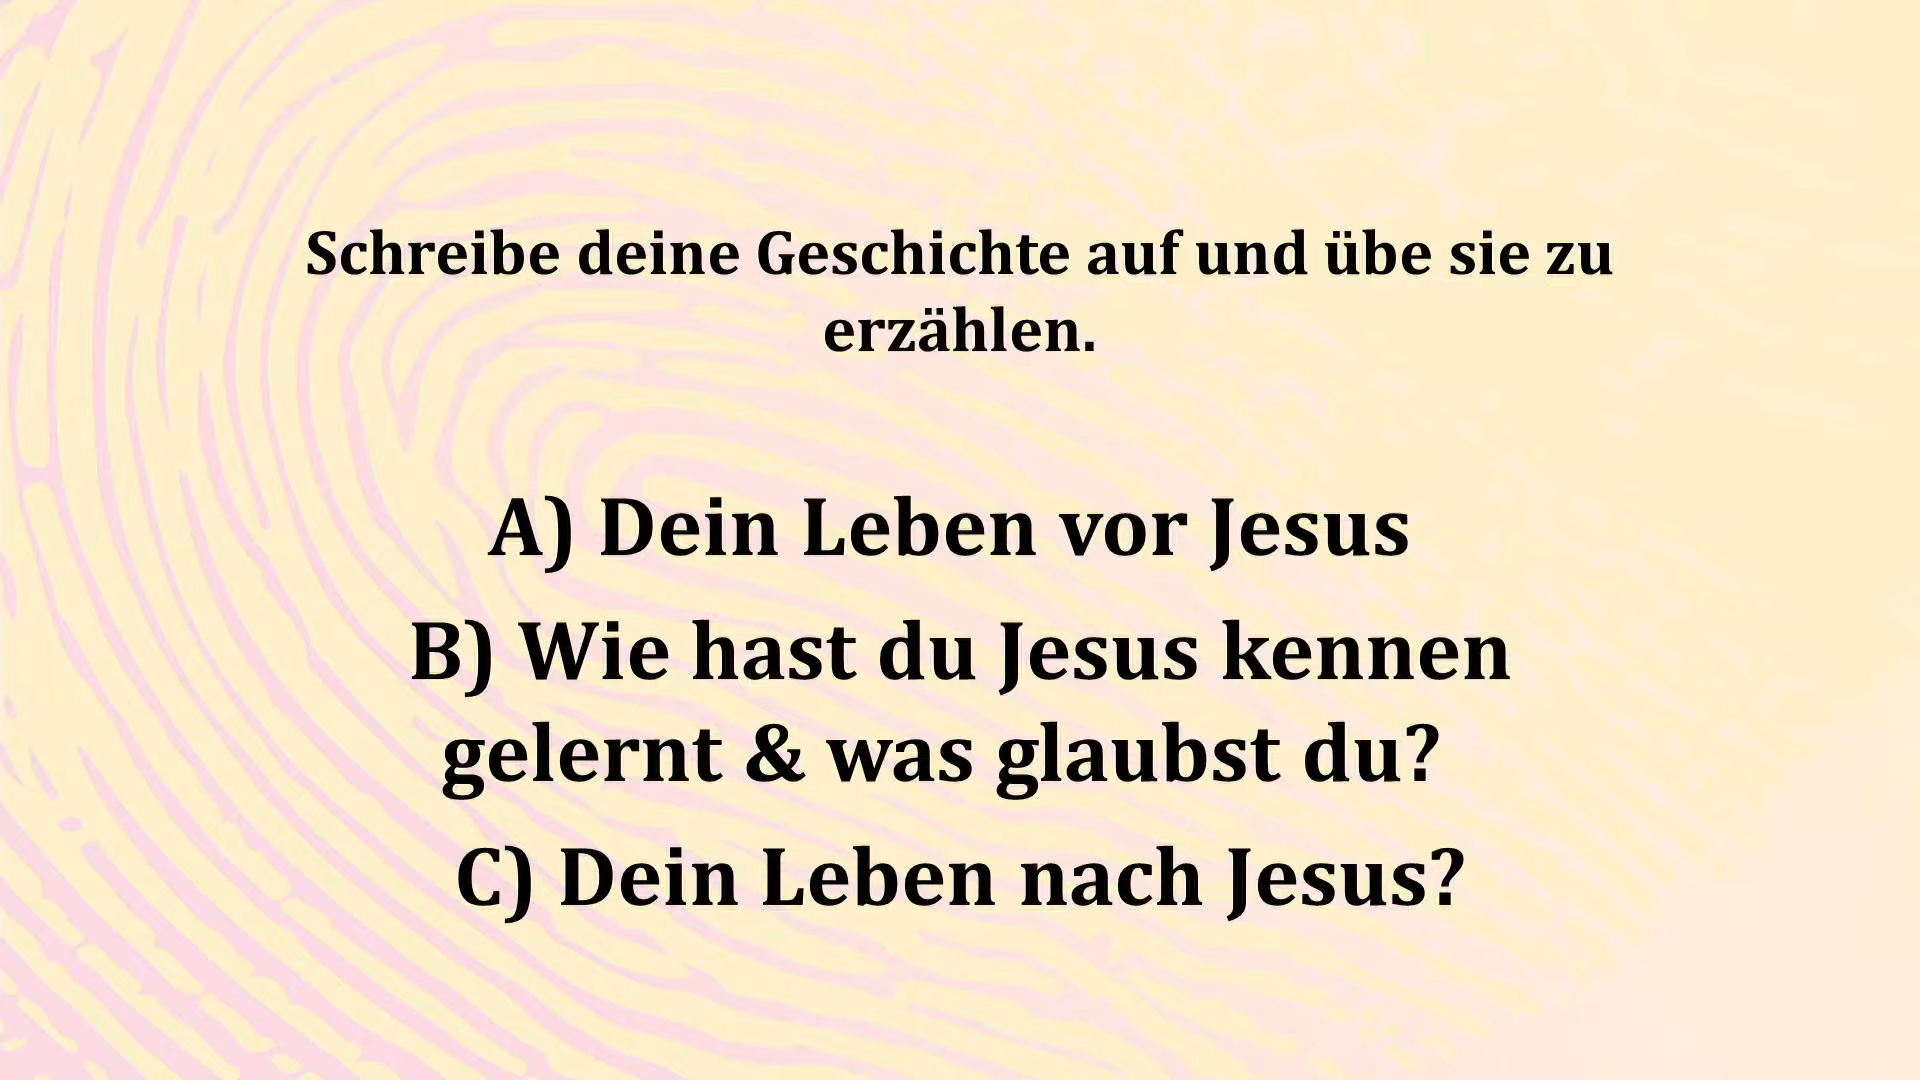 Schreibe deine Geschichte auf und übe sie zu
erzählen.
A) Dein Leben vor Jesus
B) Wie hast du Jesus kennen
gelernt & was glaubst du?
C) Dein Leben nach Jesus?